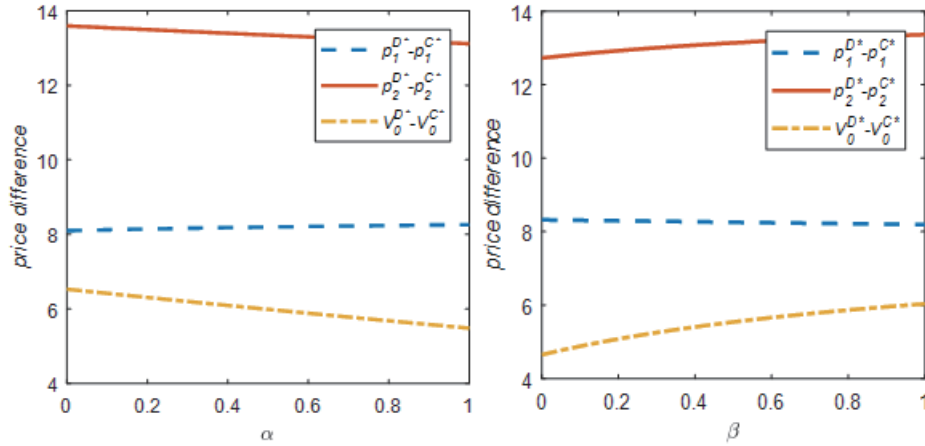 14
12
10
8
6
4
price difference
0
0.2
0.4
0.6
0.8
1
α
p₁ᴰ*-p₁ᶜ*
p₂ᴰ*-p₂ᶜ*
V₀ᴰ*-V₀ᶜ*
14
12
10
8
6
4
price difference
0
0.2
0.4
0.6
0.8
1
β
p₁ᴰ*-p₁ᶜ*
p₂ᴰ*-p₂ᶜ*
V₀ᴰ*-V₀ᶜ*